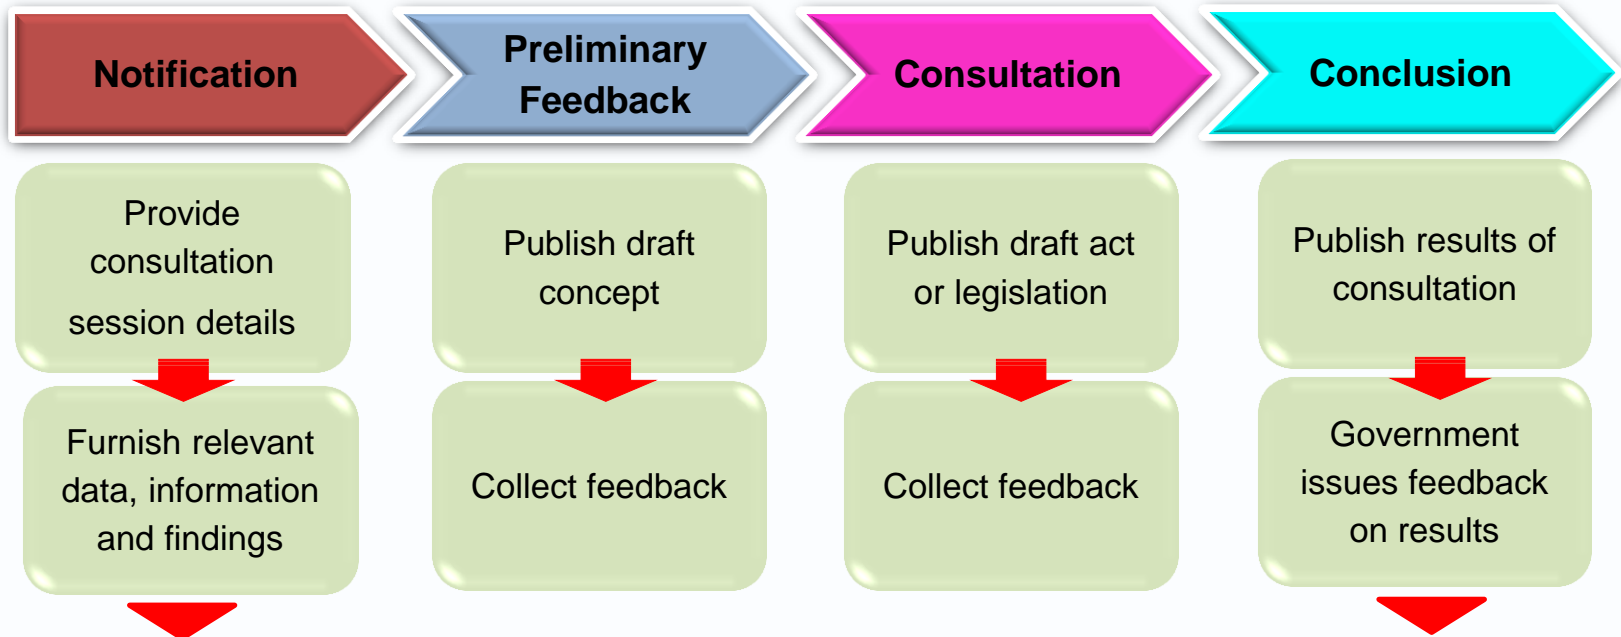 Notification
Preliminary
Feedback
Consultation
Conclusion
Provide
consultation
session details
Publish draft
concept
Publish draft act
or legislation
Publish results of
consultation
Furnish relevant
data, information
and findings
Collect feedback
Collect feedback
Government
issues feedback
on results